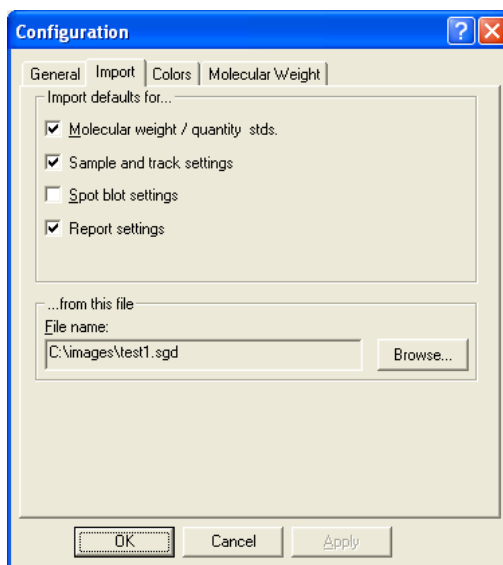 Configuration
General Import Colors Molecular Weight
Import defaults for...
Molecular weight / quantity stds.
Sample and track settings
Spot blot settings
Report settings
...from this file
File name:
C:\images\test1.sgd Browse...
OK Cancel Apply